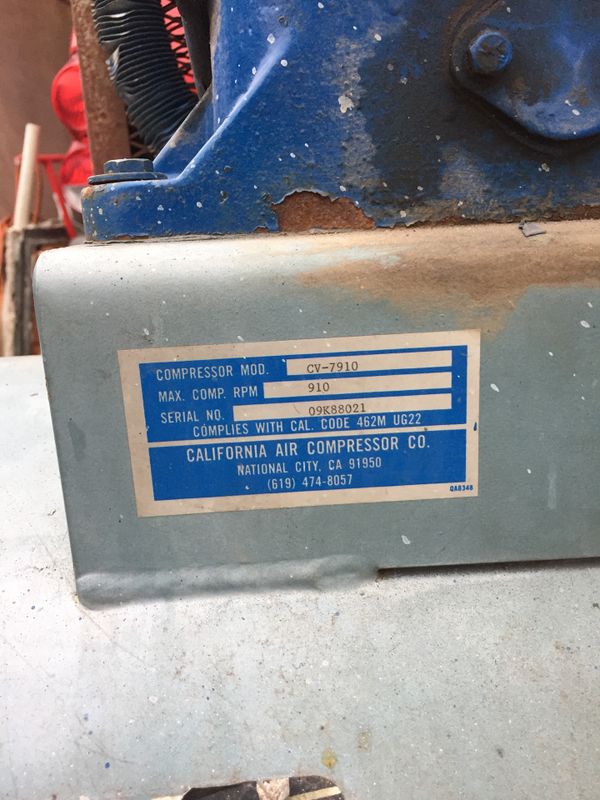 COMPRESSOR MOD. CV-7910
MAX. COMP. RPM 910
SERIAL NO. 09K88021
COMPLIES WITH CAL. CODE 462M UG22
CALIFORNIA AIR COMPRESSOR CO.
NATIONAL CITY, CA 91950
(619) 474-8057
QA8348